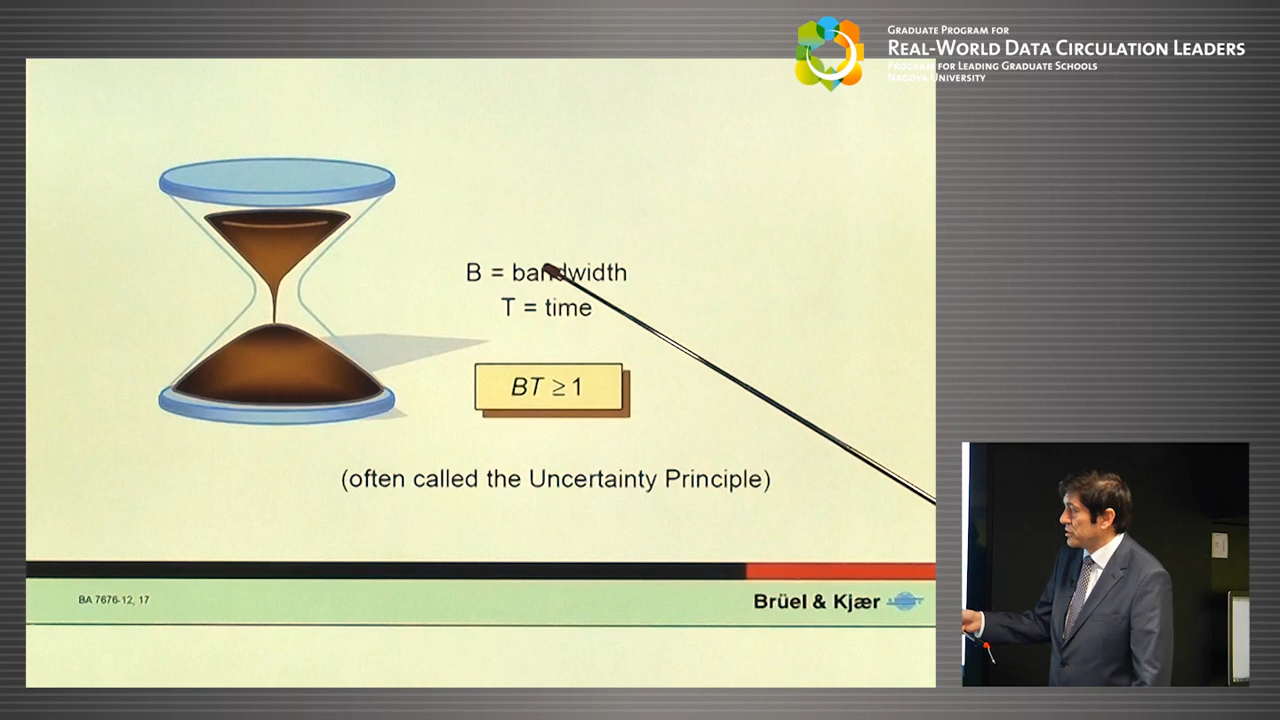 GRADUATE PROGRAM FOR
REAL-WORLD DATA CIRCULATION LEADERS
PROGRAM FOR LEADING GRADUATE SCHOOLS
NAGOYA UNIVERSITY
B = bandwidth
T = time
BT ≥ 1
(often called the Uncertainty Principle)
BA 7676-12, 17
Brüel & Kjær